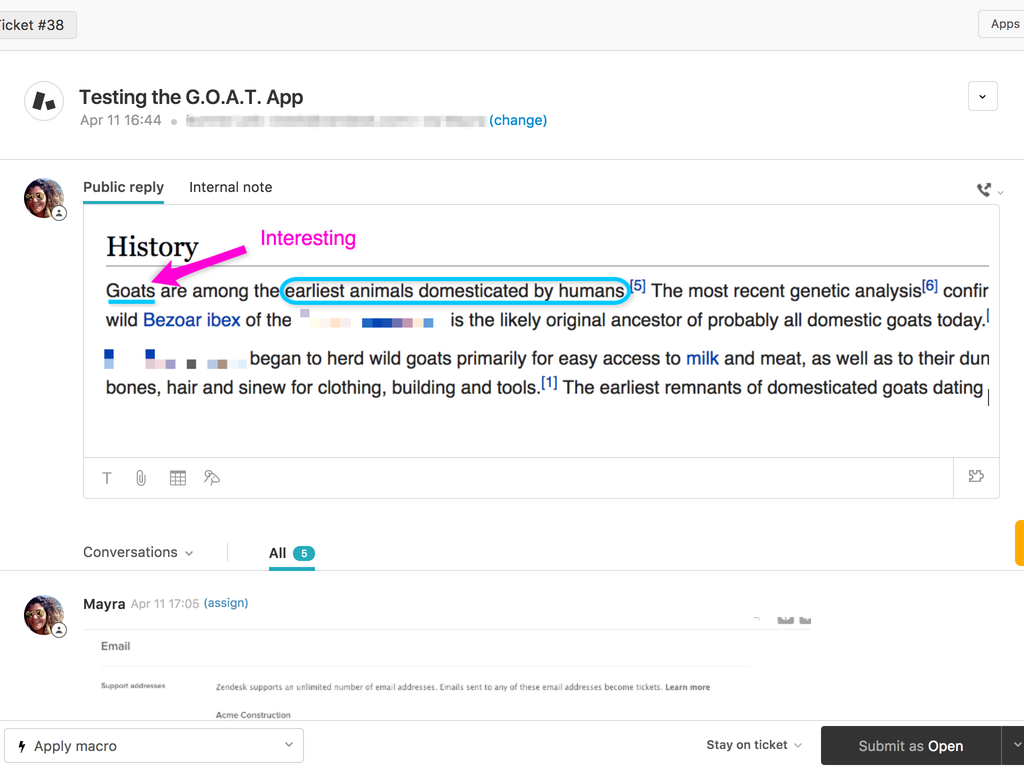 Ticket #38
Apps
Testing the G.O.A.T. App
Apr 11 16:44
(change)
Public reply Internal note
Interesting
History
Goats are among the earliest animals domesticated by humans.[5] The most recent genetic analysis[6] confir
wild Bezoar ibex of the is the likely original ancestor of probably all domestic goats today.[
began to herd wild goats primarily for easy access to milk and meat, as well as to their dun
bones, hair and sinew for clothing, building and tools.[1] The earliest remnants of domesticated goats dating
T
Conversations All 5
Mayra Apr 11 17:05 (assign)
Email
Support addresses Zendesk supports an unlimited number of email addresses. Emails sent to any of these email addresses become tickets. Learn more
Acme Construction
Apply macro Stay on ticket Submit as Open